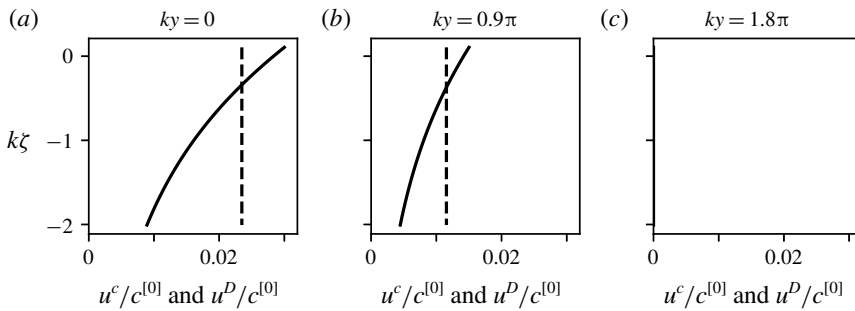 (a) ky = 0 (b) ky = 0.9π (c) ky = 1.8π
0
−1
−2
kζ
0 0.02 0 0.02 0 0.02
u^c/c^[0] and u^D/c^[0] u^c/c^[0] and u^D/c^[0] u^c/c^[0] and u^D/c^[0]